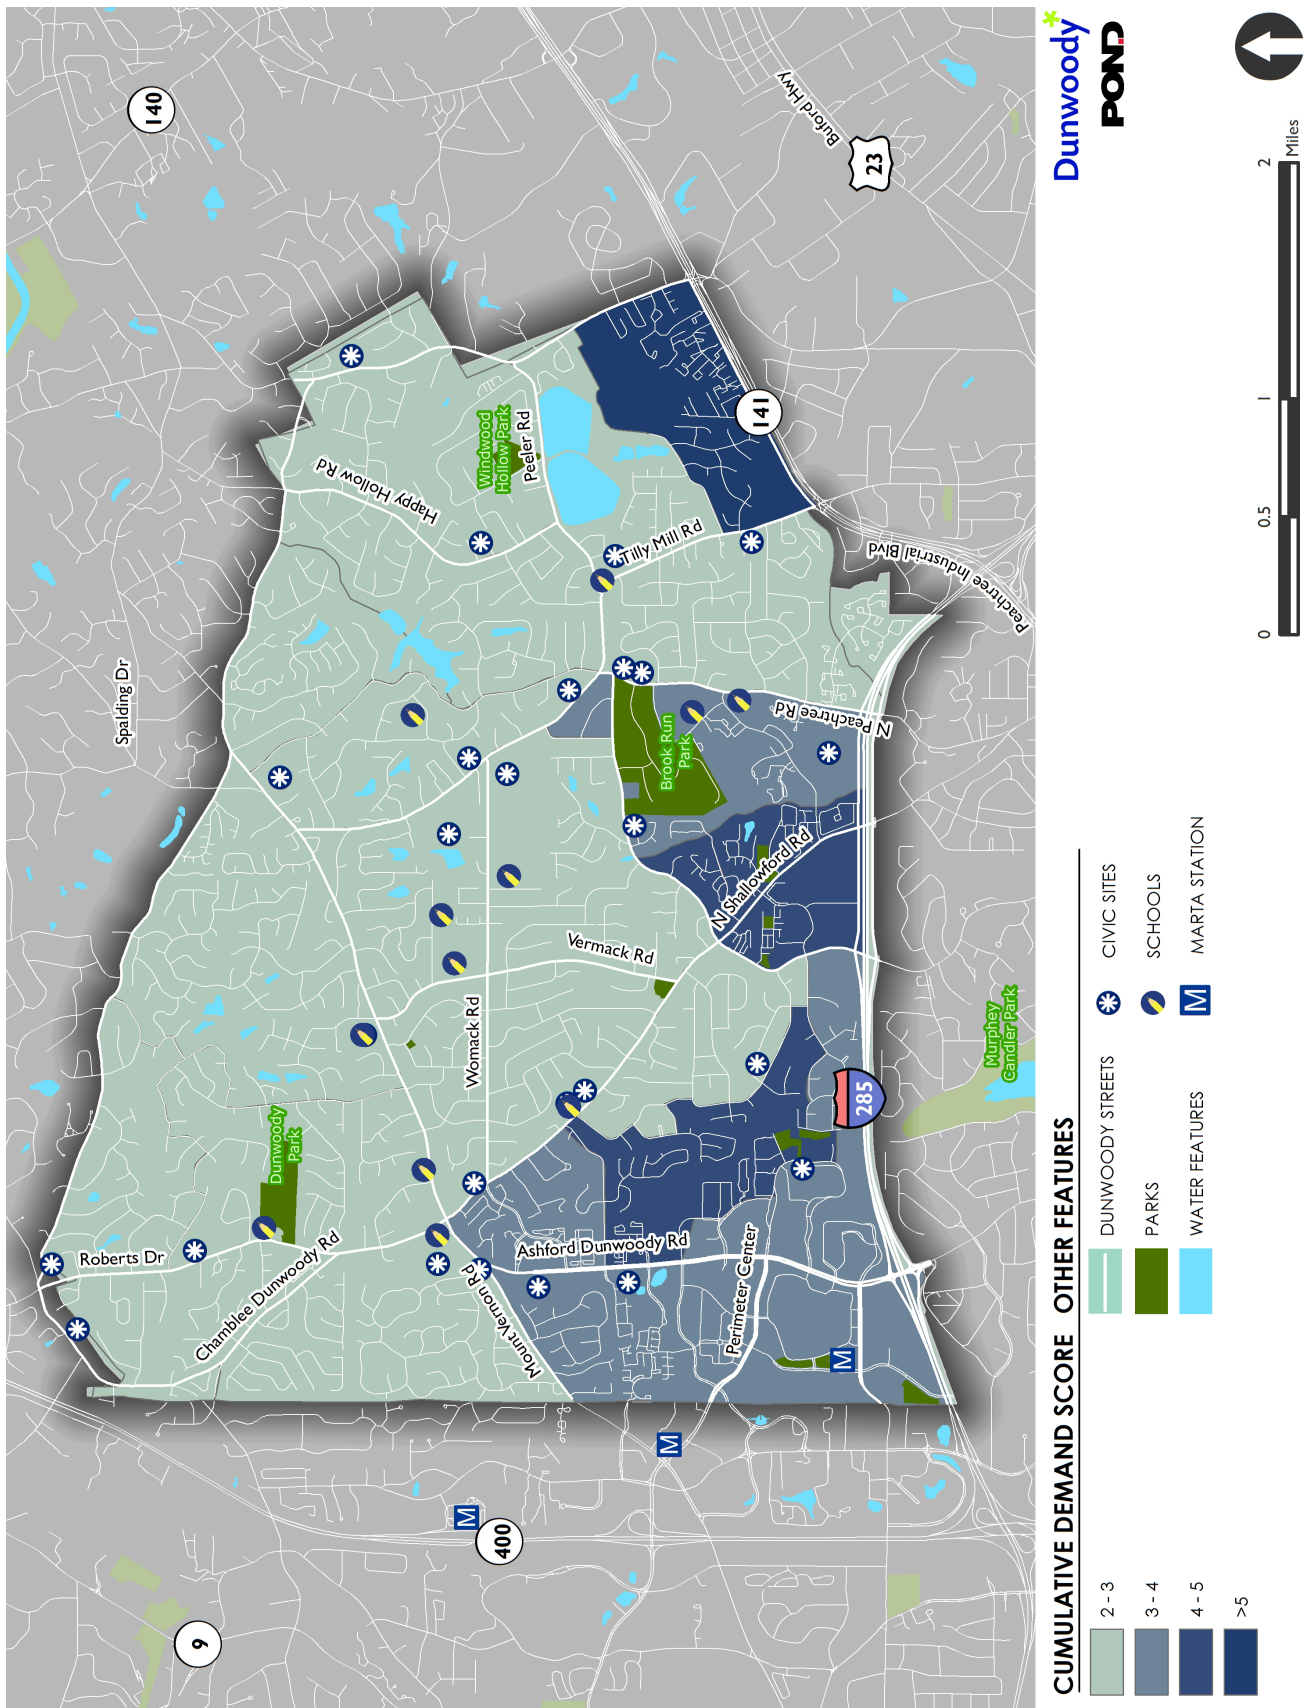 9
400
140
Spalding Dr
Roberts Dr
Chamblee Dunwoody Rd
Dunwoody
Park
Mount Vernon Rd
Womack Rd
Vermack Rd
Happy Hollow Rd
Windwood
Hollow Park
Peeler Rd
Tilly Mill Rd
Ashford Dunwoody Rd
Perimeter Center
N Shallowford Rd
Brook Run
Park
N Peachtree Rd
285
141
Peachtree Industrial Blvd
Buford Hwy
23
Murphey
Candler Park
M
M
M
CUMULATIVE DEMAND SCORE
2 - 3
3 - 4
4 - 5
>5
OTHER FEATURES
DUNWOODY STREETS
PARKS
WATER FEATURES
CIVIC SITES
SCHOOLS
M MARTA STATION
0 0.5 1 2
Miles
Dunwoody*
POND